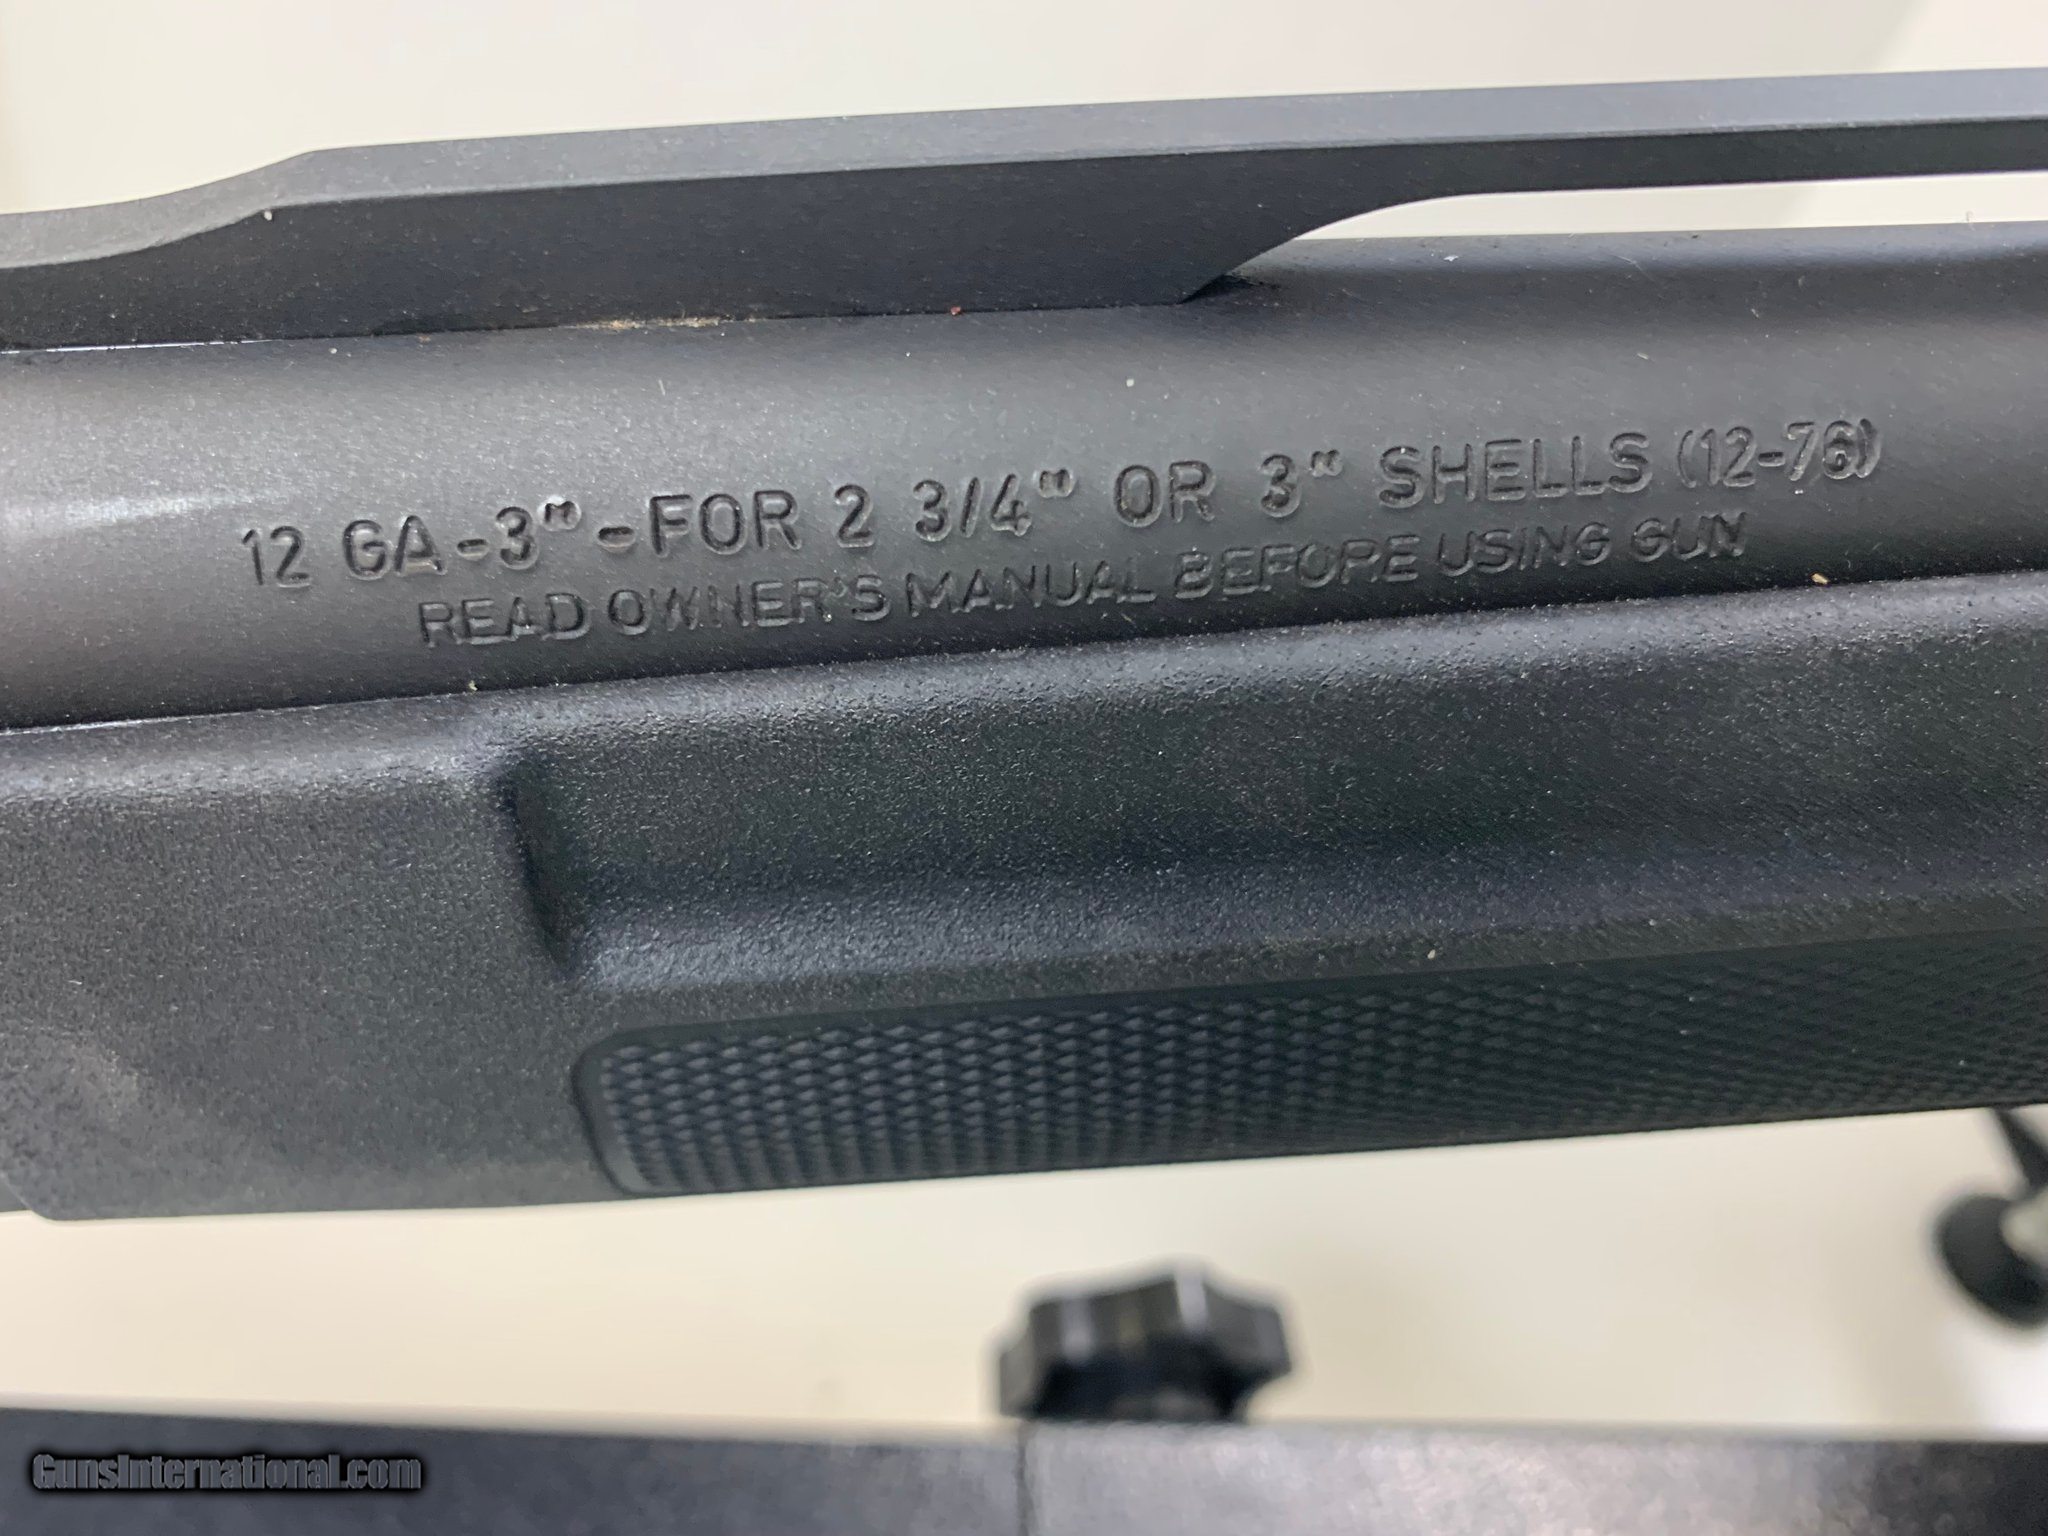 12 GA-3"-FOR 2 3/4" OR 3" SHELLS (12-76)
READ OWNER'S MANUAL BEFORE USING GUN
GunsInternational.com